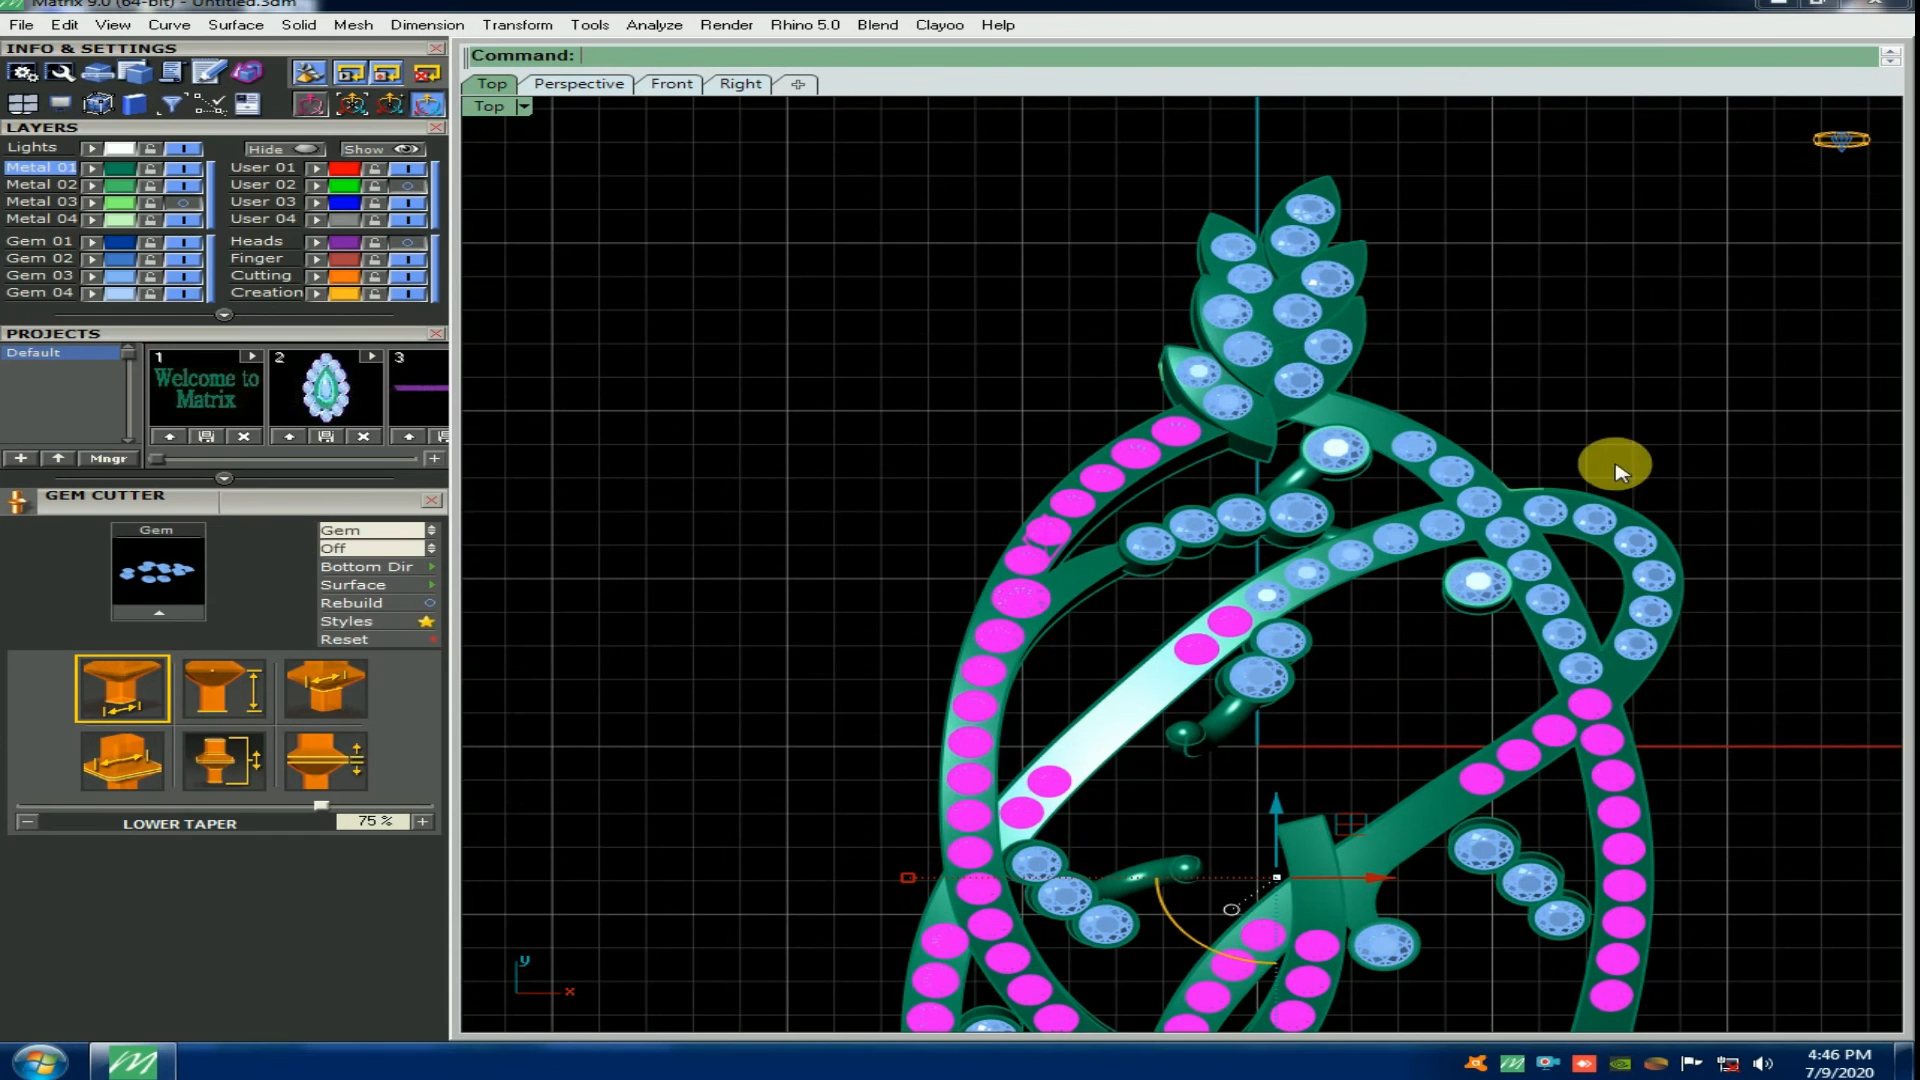 Matrix 9.0 (64-bit) - Untitled.3dm
File Edit View Curve Surface Solid Mesh Dimension Transform Tools Analyze Render Rhino 5.0 Blend Clayoo Help
INFO & SETTINGS
Command:
Top Perspective Front Right
Top
LAYERS
Lights Hide Show
Metal 01 User 01
Metal 02 User 02
Metal 03 User 03
Metal 04 User 04
Gem 01 Heads
Gem 02 Finger
Gem 03 Cutting
Gem 04 Creation
PROJECTS
Default
1 2 3
Welcome to
Matrix
Mngr
GEM CUTTER
Gem
Gem
Off
Bottom Dir
Surface
Rebuild
Styles
Reset
LOWER TAPER 75 %
y
x
4:46 PM
7/9/2020